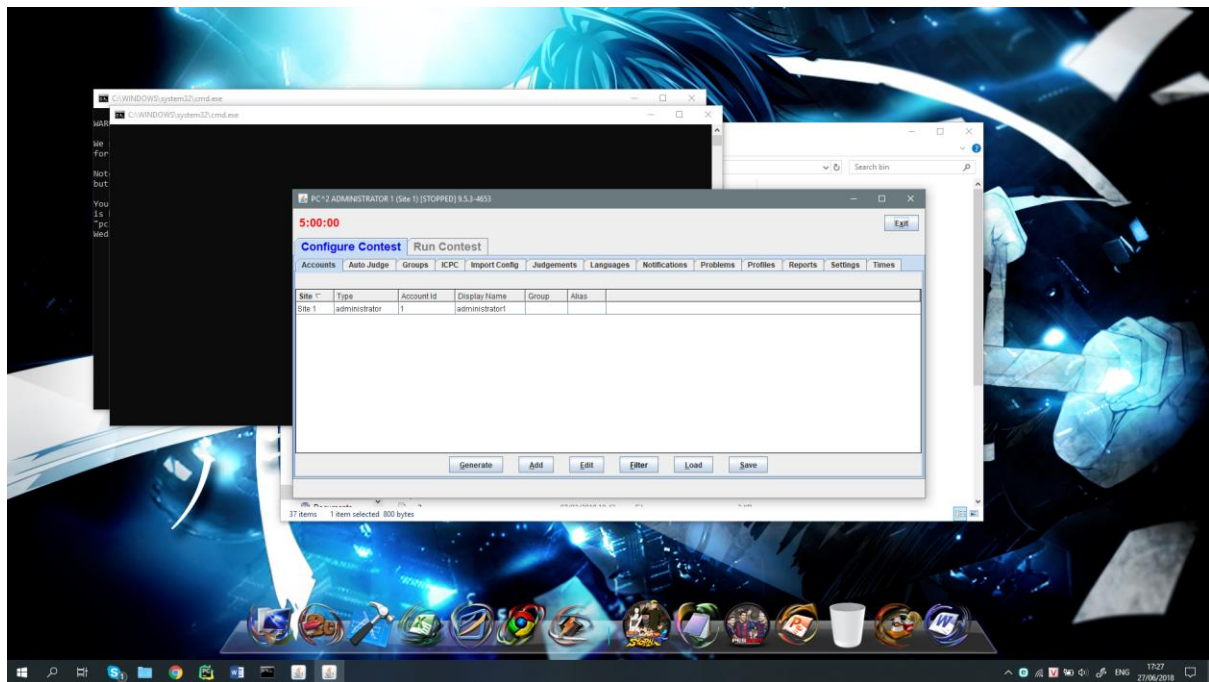 C:\WINDOWS\system32\cmd.exe
C:\WINDOWS\system32\cmd.exe
WAR
We
for
Not
but
You
is
"pc
Wed
Search bin
PC^2 ADMINISTRATOR 1 (Site 1) [STOPPED] 9.5.3-4653
5:00:00
Exit
Configure Contest Run Contest
Accounts Auto Judge Groups ICPC Import Config Judgements Languages Notifications Problems Profiles Reports Settings Times
Site Type Account Id Display Name Group Alias
Site 1 administrator 1 administrator1
Generate Add Edit Filter Load Save
37 items 1 item selected 800 bytes
ENG
17:27
27/06/2018